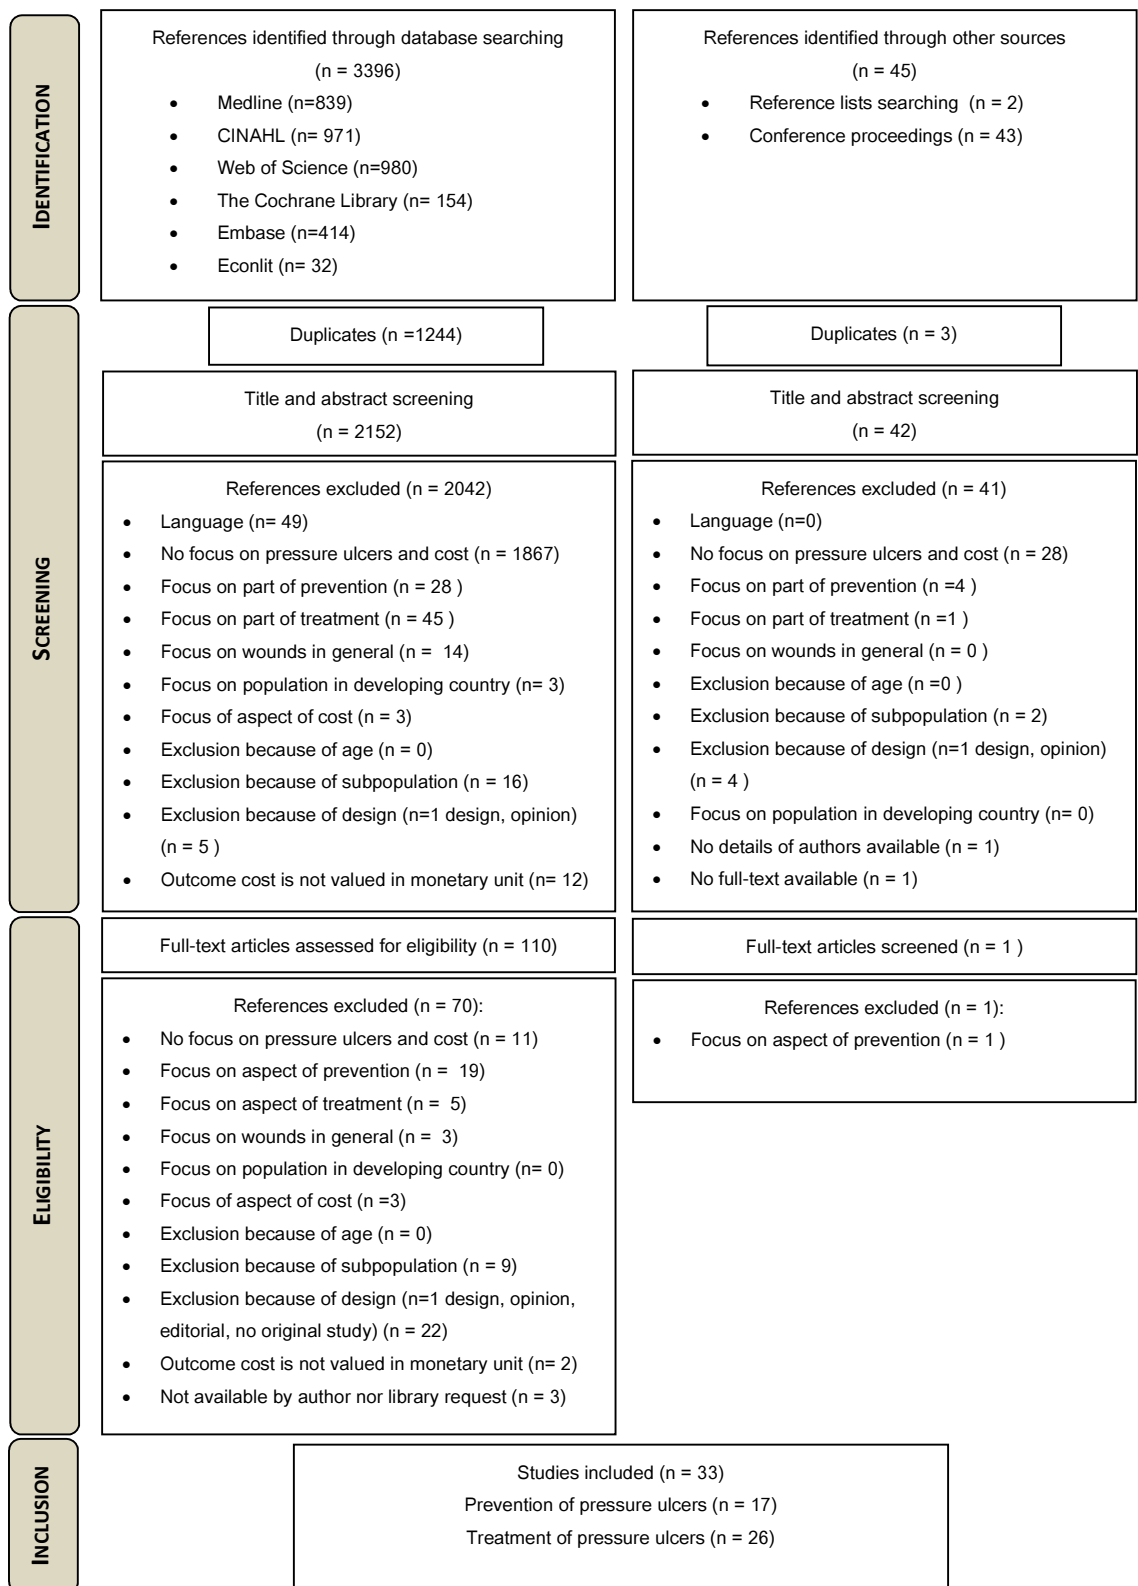 IDENTIFICATION
References identified through database searching
(n = 3396)
• Medline (n=839)
• CINAHL (n= 971)
• Web of Science (n=980)
• The Cochrane Library (n= 154)
• Embase (n=414)
• Econlit (n= 32)
References identified through other sources
(n = 45)
• Reference lists searching (n = 2)
• Conference proceedings (n = 43)
SCREENING
Duplicates (n =1244)
Duplicates (n = 3)
Title and abstract screening
(n = 2152)
Title and abstract screening
(n = 42)
References excluded (n = 2042)
• Language (n= 49)
• No focus on pressure ulcers and cost (n = 1867)
• Focus on part of prevention (n = 28 )
• Focus on part of treatment (n = 45 )
• Focus on wounds in general (n = 14)
• Focus on population in developing country (n= 3)
• Focus of aspect of cost (n = 3)
• Exclusion because of age (n = 0)
• Exclusion because of subpopulation (n = 16)
• Exclusion because of design (n=1 design, opinion)
(n = 5 )
• Outcome cost is not valued in monetary unit (n= 12)
References excluded (n = 41)
• Language (n=0)
• No focus on pressure ulcers and cost (n = 28)
• Focus on part of prevention (n =4 )
• Focus on part of treatment (n =1 )
• Focus on wounds in general (n = 0 )
• Exclusion because of age (n =0 )
• Exclusion because of subpopulation (n = 2)
• Exclusion because of design (n=1 design, opinion)
(n = 4 )
• Focus on population in developing country (n= 0)
• No details of authors available (n = 1)
• No full-text available (n = 1)
ELIGIBILITY
Full-text articles assessed for eligibility (n = 110)
Full-text articles screened (n = 1 )
References excluded (n = 70):
• No focus on pressure ulcers and cost (n = 11)
• Focus on aspect of prevention (n = 19)
• Focus on aspect of treatment (n = 5)
• Focus on wounds in general (n = 3)
• Focus on population in developing country (n= 0)
• Focus of aspect of cost (n =3)
• Exclusion because of age (n = 0)
• Exclusion because of subpopulation (n = 9)
• Exclusion because of design (n=1 design, opinion,
editorial, no original study) (n = 22)
• Outcome cost is not valued in monetary unit (n= 2)
• Not available by author nor library request (n = 3)
References excluded (n = 1):
• Focus on aspect of prevention (n = 1 )
INCLUSION
Studies included (n = 33)
Prevention of pressure ulcers (n = 17)
Treatment of pressure ulcers (n = 26)